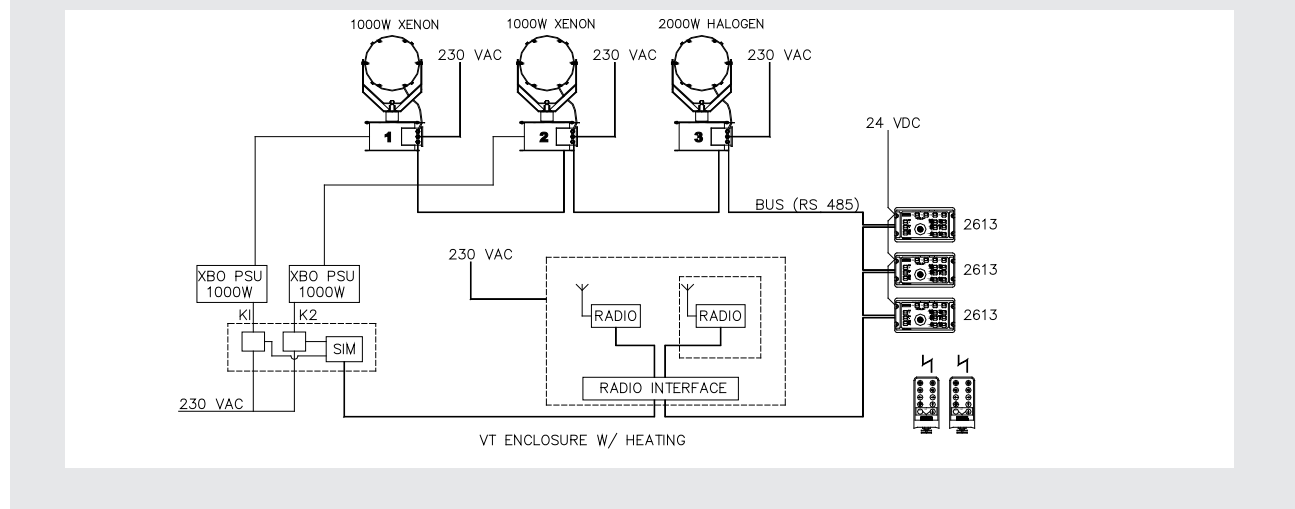 1000W XENON
1000W XENON
2000W HALOGEN
230 VAC
230 VAC
230 VAC
1
2
3
24 VDC
BUS (RS 485)
2613
230 VAC
2613
XBO PSU
1000W
XBO PSU
1000W
K1
K2
RADIO
RADIO
2613
SIM
RADIO INTERFACE
230 VAC
VT ENCLOSURE W/ HEATING